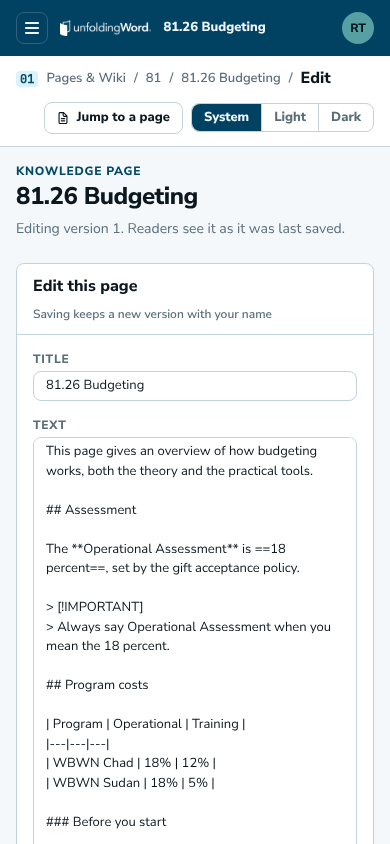 unfoldingWord. 81.26 Budgeting RT
01 Pages & Wiki / 81 / 81.26 Budgeting / Edit
Jump to a page System Light Dark
KNOWLEDGE PAGE
81.26 Budgeting
Editing version 1. Readers see it as it was last saved.
Edit this page
Saving keeps a new version with your name
TITLE
81.26 Budgeting
TEXT
This page gives an overview of how budgeting
works, both the theory and the practical tools.
## Assessment
The **Operational Assessment** is ==18
percent==, set by the gift acceptance policy.
> [!IMPORTANT]
> Always say Operational Assessment when you
mean the 18 percent.
## Program costs
| Program | Operational | Training |
|---|---|---|
| WBWN Chad | 18% | 12% |
| WBWN Sudan | 18% | 5% |
### Before you start